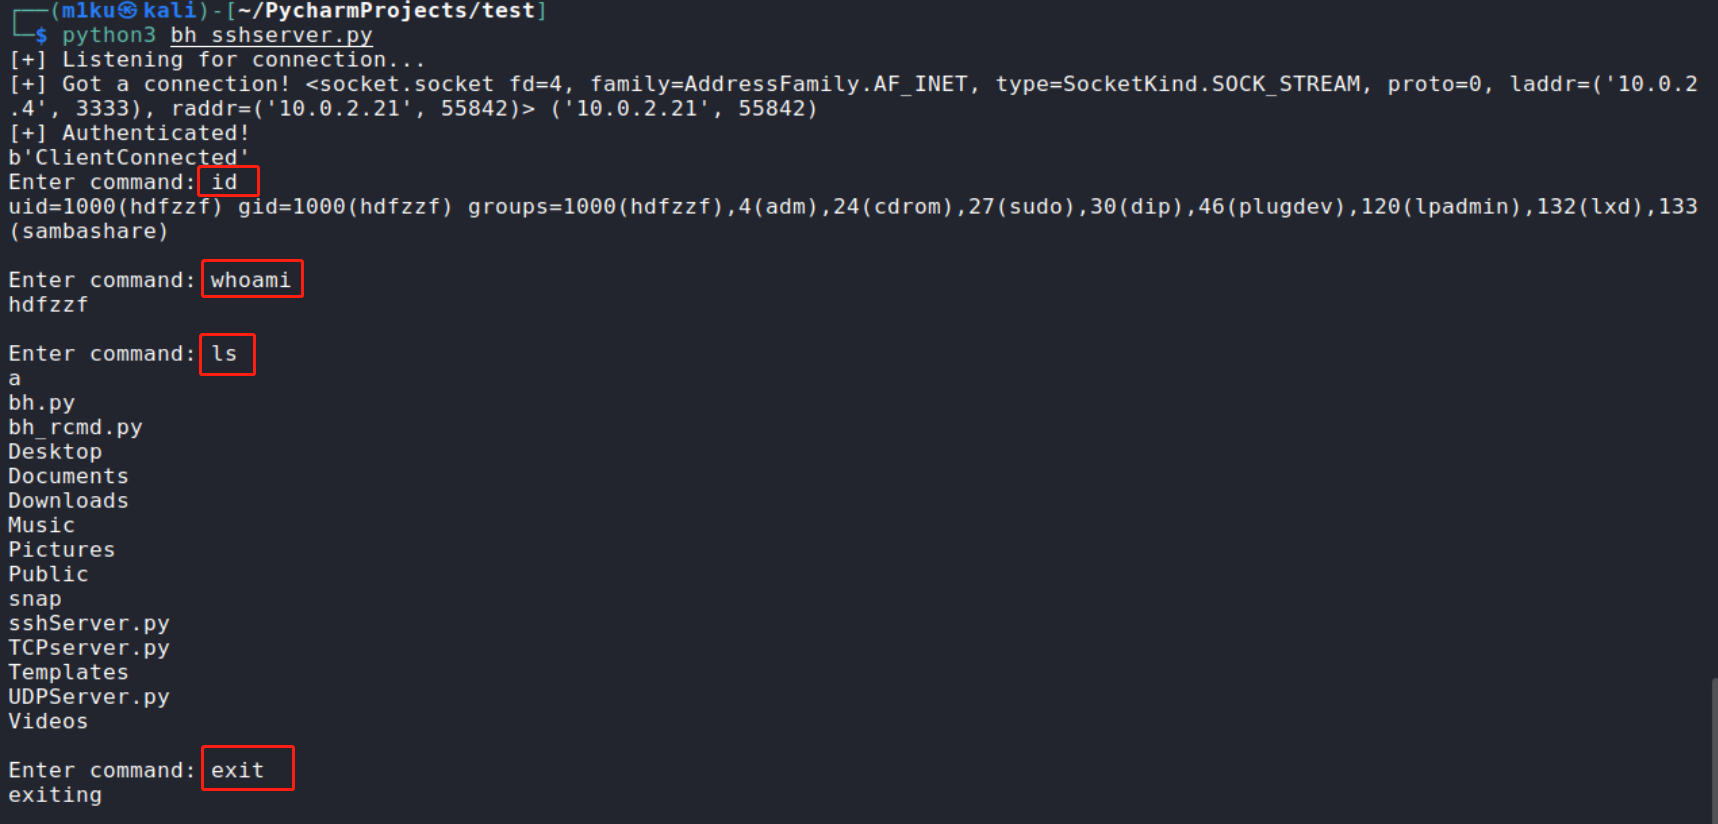 ┌──(m1ku㉿kali)-[~/PycharmProjects/test]
└─$ python3 bh_sshserver.py
[+] Listening for connection...
[+] Got a connection! <socket.socket fd=4, family=AddressFamily.AF_INET, type=SocketKind.SOCK_STREAM, proto=0, laddr=('10.0.2
.4', 3333), raddr=('10.0.2.21', 55842)> ('10.0.2.21', 55842)
[+] Authenticated!
b'ClientConnected'
Enter command: id
uid=1000(hdfzzf) gid=1000(hdfzzf) groups=1000(hdfzzf),4(adm),24(cdrom),27(sudo),30(dip),46(plugdev),120(lpadmin),132(lxd),133
(sambashare)
Enter command: whoami
hdfzzf
Enter command: ls
a
bh.py
bh_rcmd.py
Desktop
Documents
Downloads
Music
Pictures
Public
snap
sshServer.py
TCPserver.py
Templates
UDPServer.py
Videos
Enter command: exit
exiting